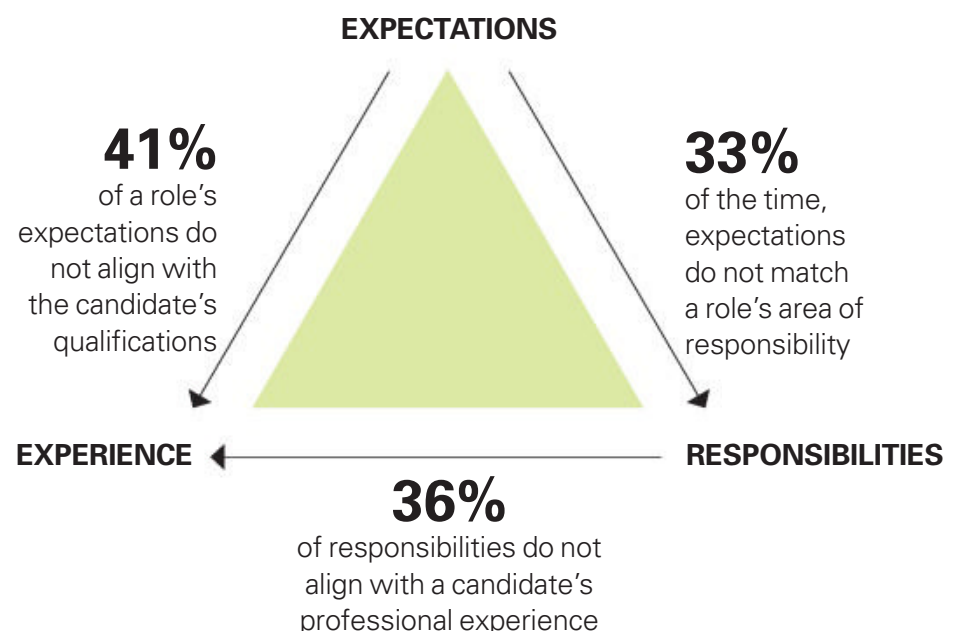 EXPECTATIONS
41%
of a role’s
expectations do
not align with
the candidate’s
qualifications
33%
of the time,
expectations
do not match
a role’s area of
responsibility
EXPERIENCE
RESPONSIBILITIES
36%
of responsibilities do not
align with a candidate’s
professional experience